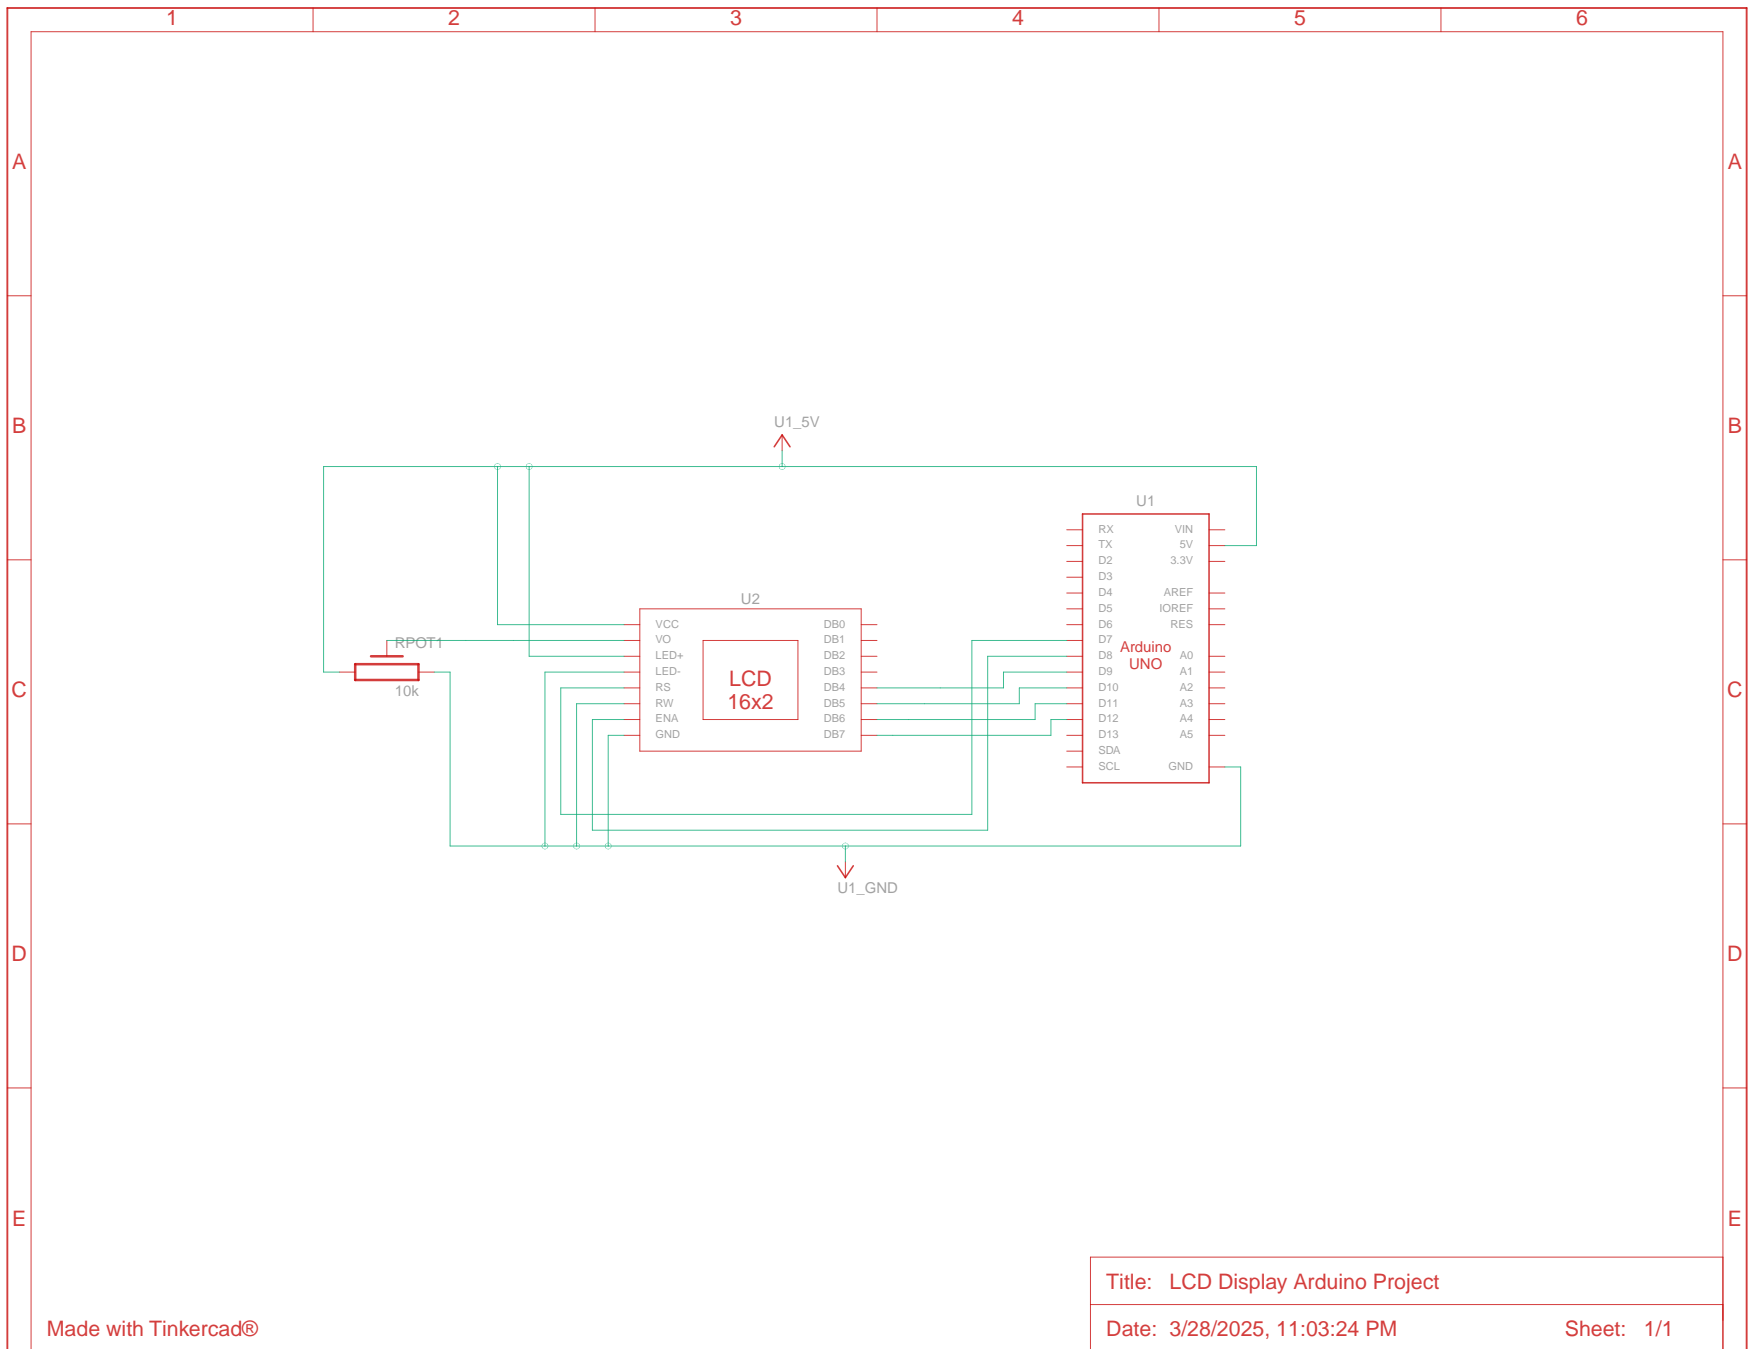 1 2 3 4 5 6
A A
B B
U1_5V
U1
RX VIN
TX 5V
D2 3.3V
D3
D4 AREF
D5 IOREF
D6 RES
D7
D8 A0
D9 A1
D10 A2
D11 A3
D12 A4
D13 A5
SDA
SCL GND
Arduino
UNO
U2
VCC DB0
VO DB1
LED+ DB2
LED- DB3
RS DB4
RW DB5
ENA DB6
GND DB7
LCD
16x2
RPOT1
10k
C C
U1_GND
D D
E E
Title: LCD Display Arduino Project
Made with Tinkercad®
Date: 3/28/2025, 11:03:24 PM Sheet: 1/1